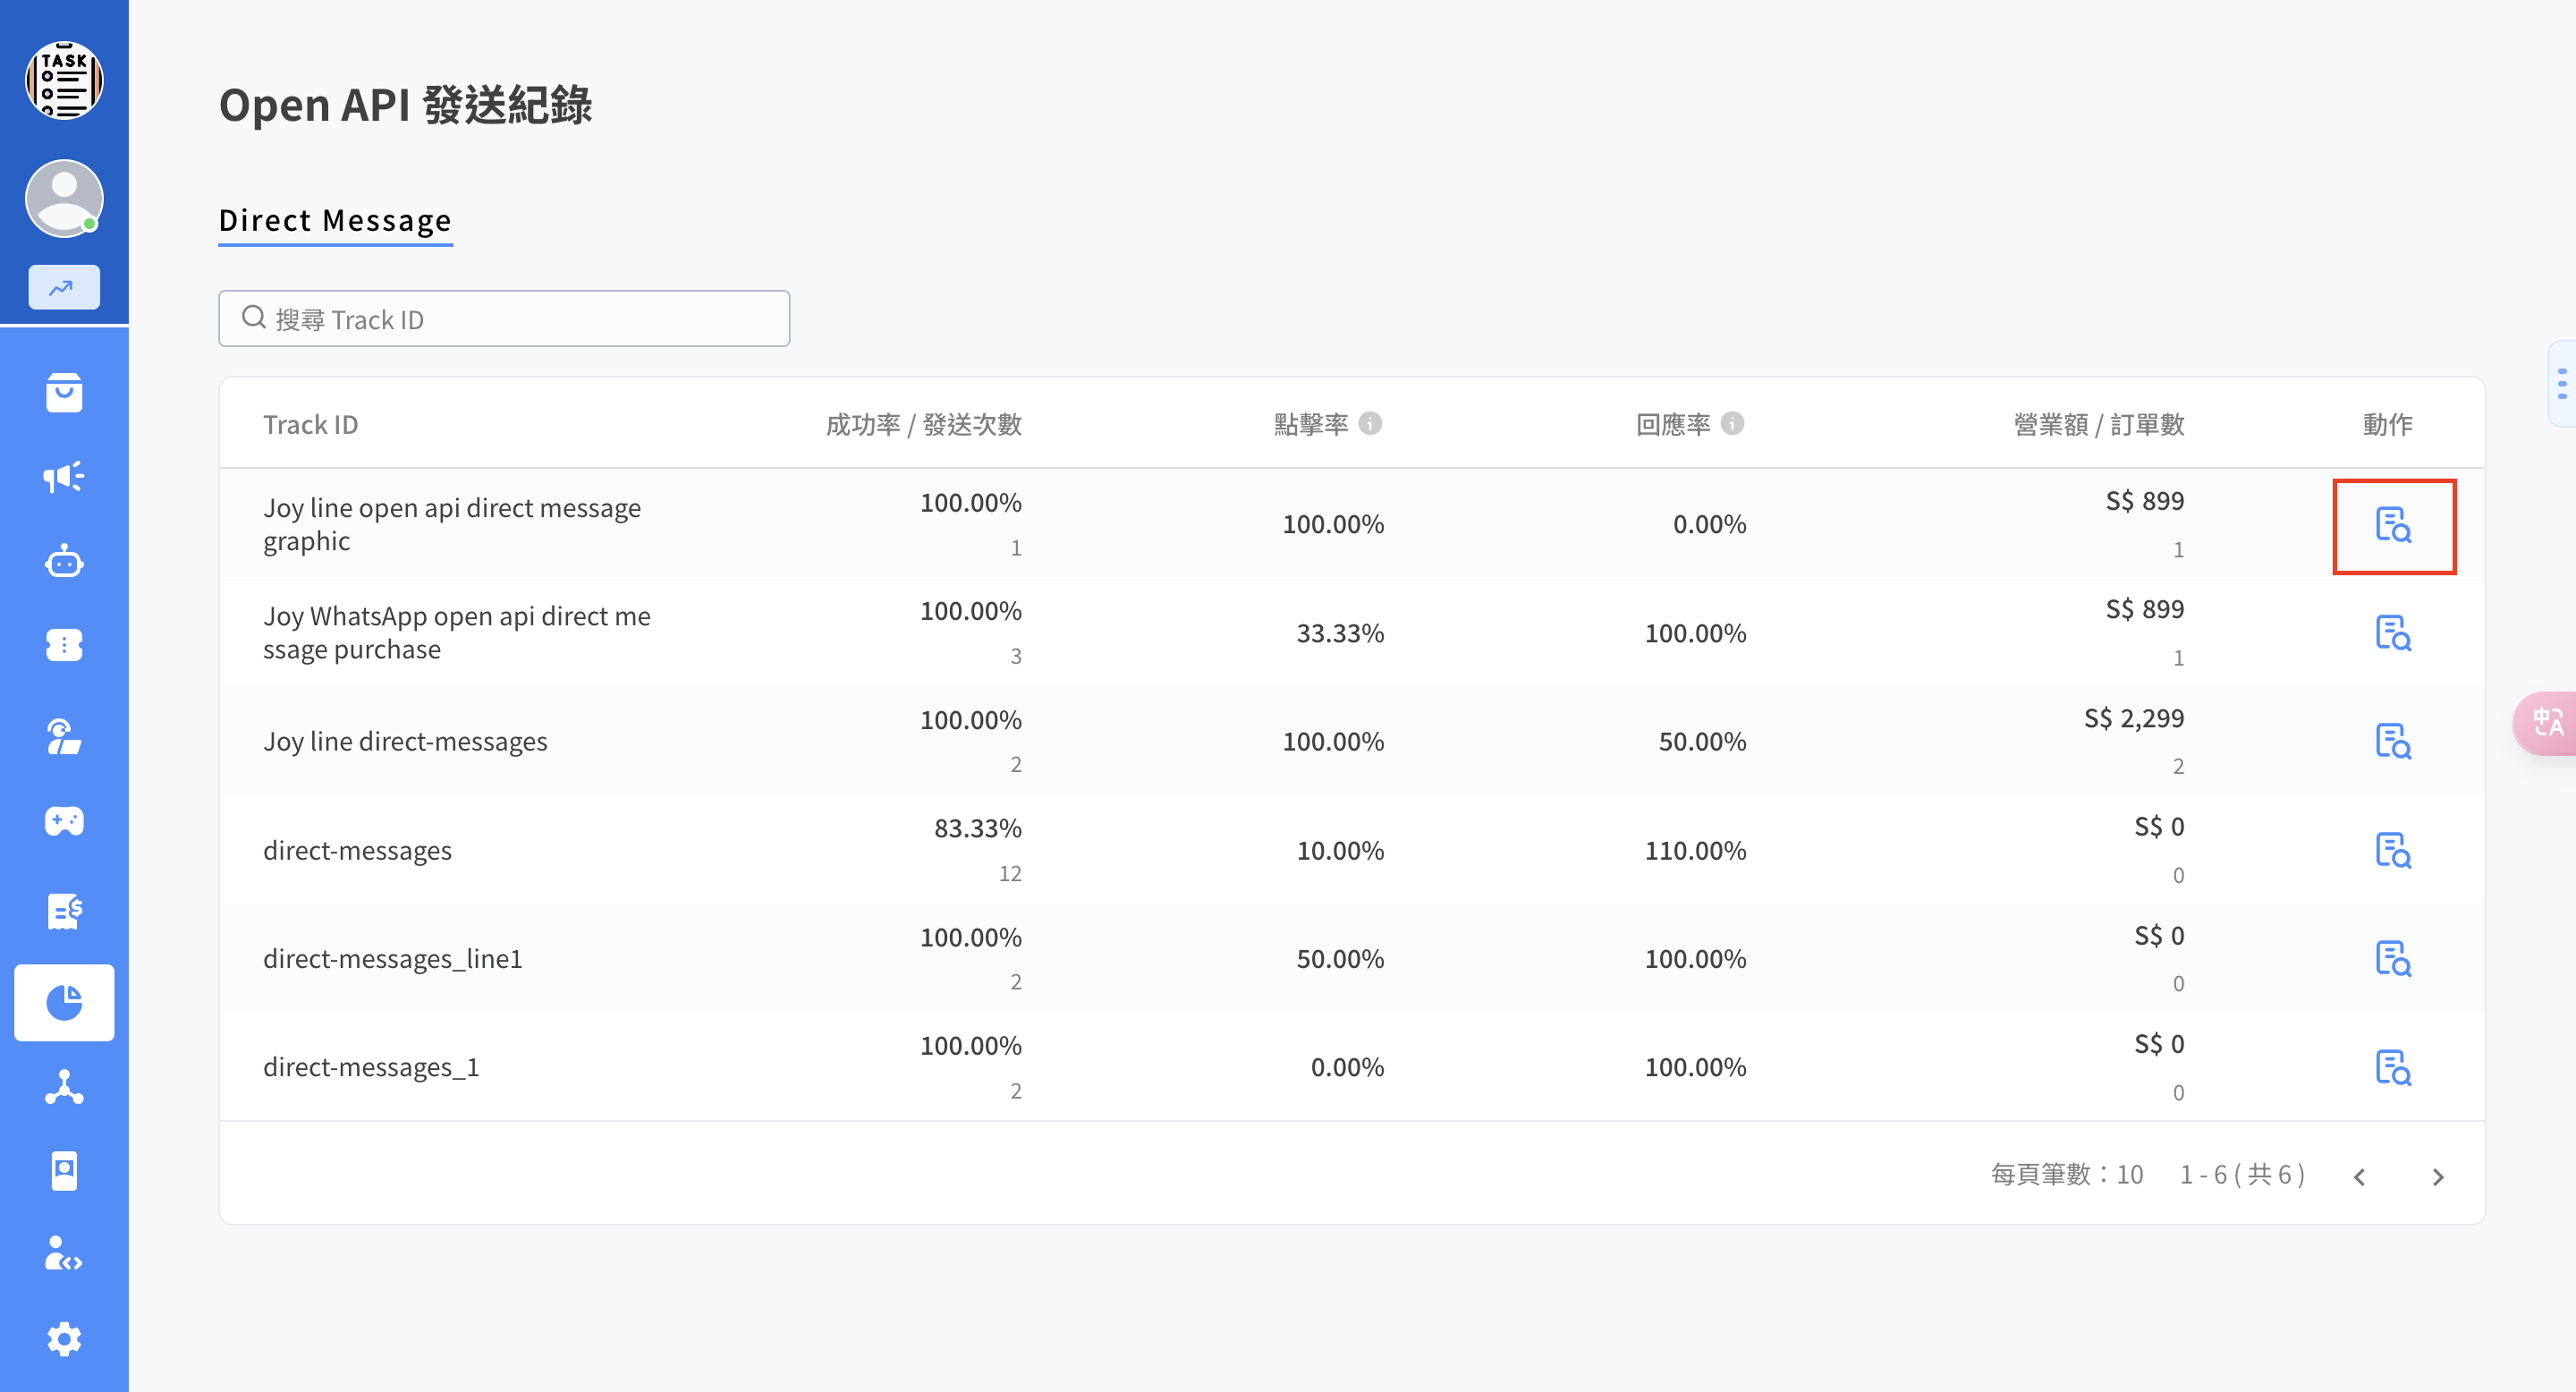 TASK
Open API 發送紀錄
Direct Message
搜尋 Track ID
Track ID 成功率 / 發送次數 點擊率 回應率 營業額 / 訂單數 動作
Joy line open api direct message
graphic
100.00%
1
100.00%
0.00%
S$ 899
1
Joy WhatsApp open api direct me
ssage purchase
100.00%
3
33.33%
100.00%
S$ 899
1
Joy line direct-messages
100.00%
2
100.00%
50.00%
S$ 2,299
2
direct-messages
83.33%
12
10.00%
110.00%
S$ 0
0
direct-messages_line1
100.00%
2
50.00%
100.00%
S$ 0
0
direct-messages_1
100.00%
2
0.00%
100.00%
S$ 0
0
每頁筆數：10 1 - 6 ( 共 6 )
中A